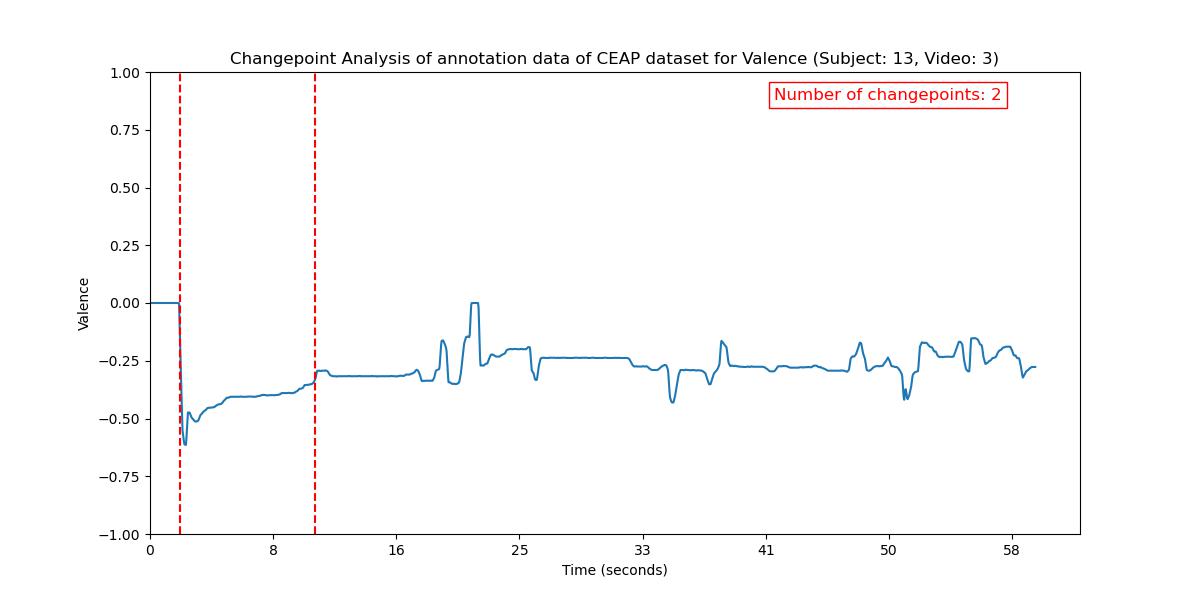 Changepoint Analysis of annotation data of CEAP dataset for Valence (Subject: 13, Video: 3)
Number of changepoints: 2
1.00
0.75
0.50
0.25
0.00
−0.25
−0.50
−0.75
−1.00
Valence
0 8 16 25 33 41 50 58
Time (seconds)